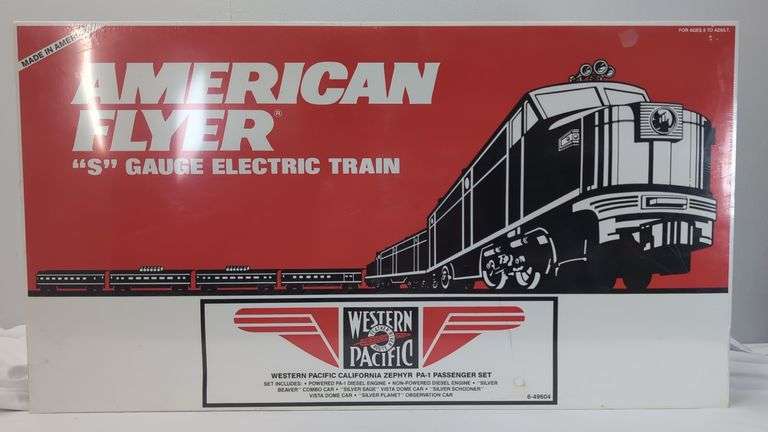 MADE IN AMERICA
FOR AGES 8 TO ADULT.
AMERICAN
FLYER®
"S" GAUGE ELECTRIC TRAIN
WESTERN
PACIFIC
WESTERN PACIFIC CALIFORNIA ZEPHYR PA-1 PASSENGER SET
SET INCLUDES: • POWERED PA-1 DIESEL ENGINE • NON-POWERED DIESEL ENGINE • "SILVER
BEAVER" COMBO CAR • "SILVER SAGE" VISTA DOME CAR • "SILVER SCHOONER"
VISTA DOME CAR • "SILVER PLANET" OBSERVATION CAR
6-49604